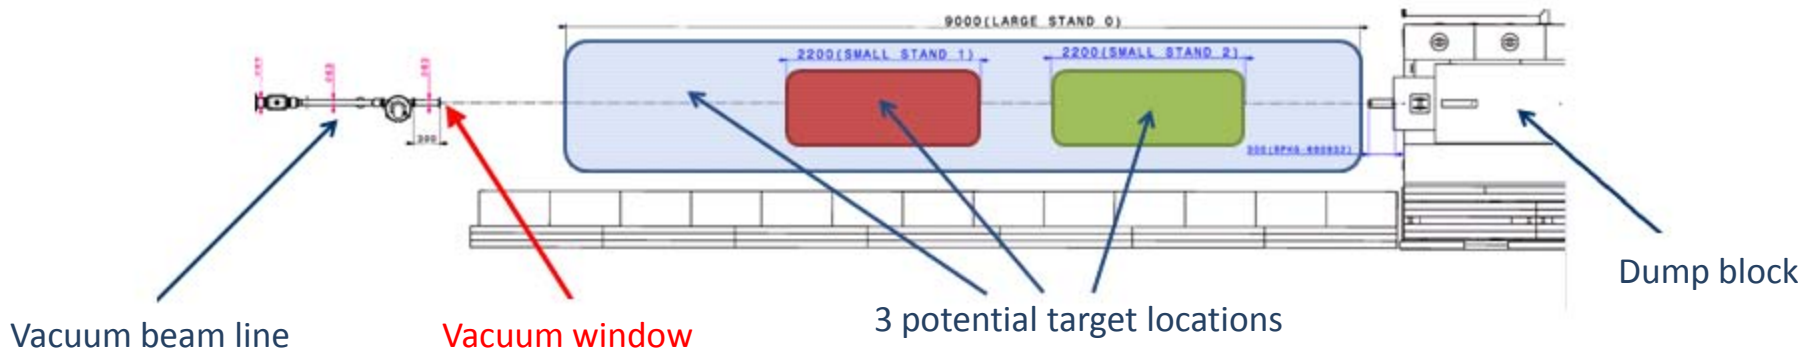 9000(LARGE STAND 0)
2200(SMALL STAND 1)
2200(SMALL STAND 2)
300
Dump block
3 potential target locations
Vacuum beam line
Vacuum window